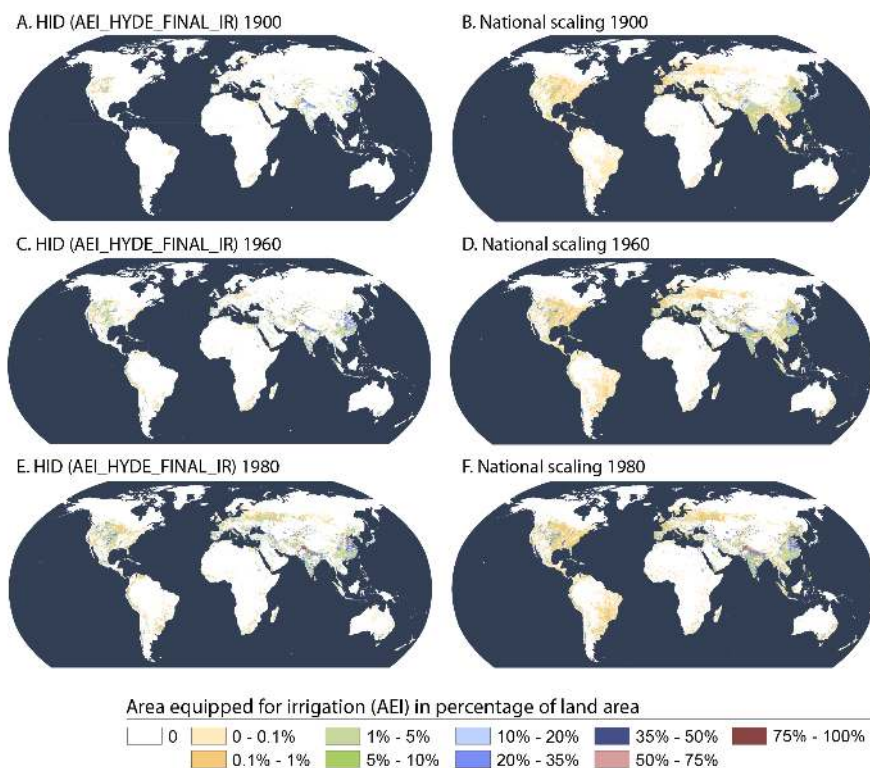 A. HID (AEI_HYDE_FINAL_IR) 1900
B. National scaling 1900
C. HID (AEI_HYDE_FINAL_IR) 1960
D. National scaling 1960
E. HID (AEI_HYDE_FINAL_IR) 1980
F. National scaling 1980
Area equipped for irrigation (AEI) in percentage of land area
0 0 - 0.1% 1% - 5% 10% - 20% 35% - 50% 75% - 100%
0.1% - 1% 5% - 10% 20% - 35% 50% - 75%